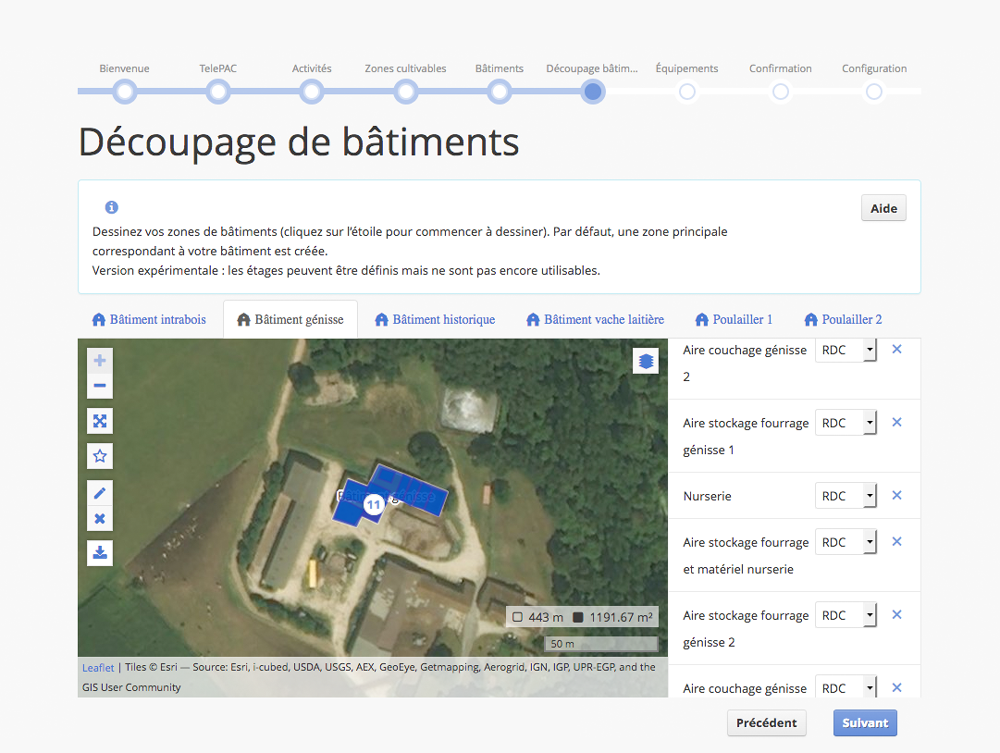 Bienvenue TelePAC Activités Zones cultivables Bâtiments Découpage bâtim... Équipements Confirmation Configuration
Découpage de bâtiments
Aide
Dessinez vos zones de bâtiments (cliquez sur l'étoile pour commencer à dessiner). Par défaut, une zone principale
correspondant à votre bâtiment est créée.
Version expérimentale : les étages peuvent être définis mais ne sont pas encore utilisables.
Bâtiment intrabois Bâtiment génisse Bâtiment historique Bâtiment vache laitière Poulailler 1 Poulailler 2
Aire couchage génisse RDC
2
Aire stockage fourrage RDC
génisse 1
Nurserie RDC
Aire stockage fourrage RDC
et matériel nurserie
Aire stockage fourrage RDC
génisse 2
Aire couchage génisse RDC
Bâtiment génisse
11
443 m 1191.67 m²
50 m
Leaflet | Tiles © Esri — Source: Esri, i-cubed, USDA, USGS, AEX, GeoEye, Getmapping, Aerogrid, IGN, IGP, UPR-EGP, and the
GIS User Community
Précédent Suivant